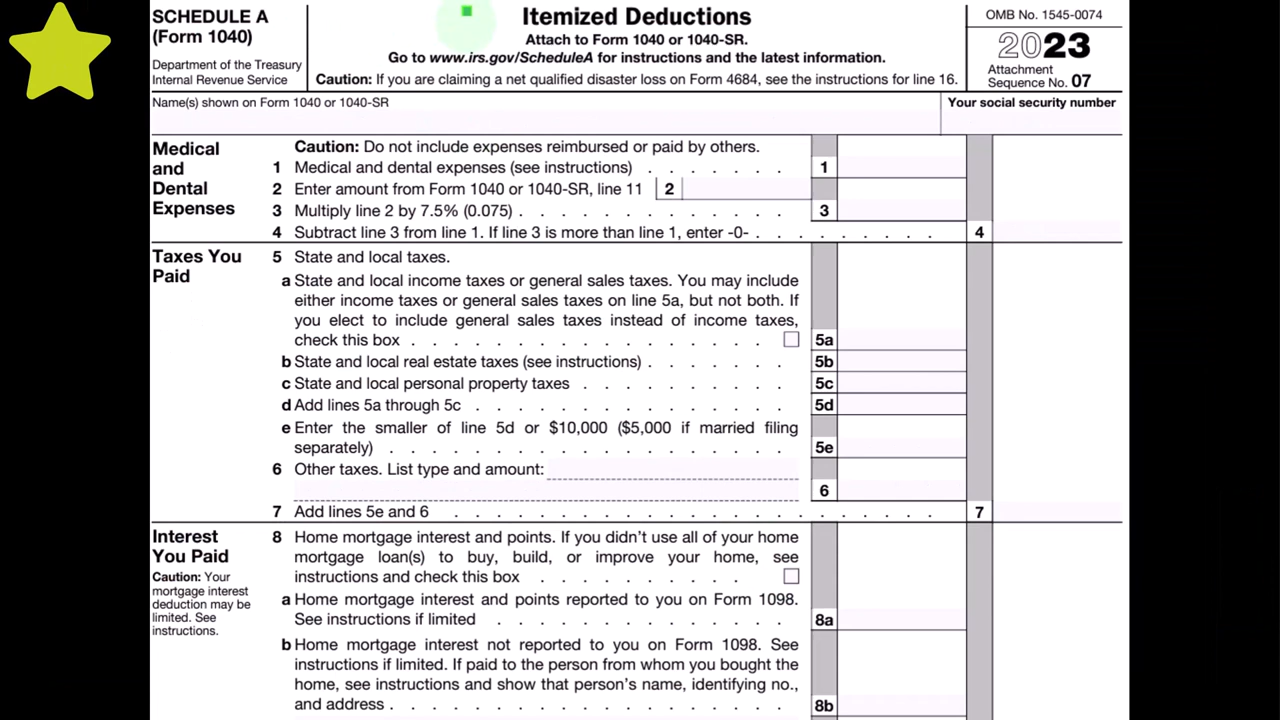 SCHEDULE A
(Form 1040)
Department of the Treasury
Internal Revenue Service
Itemized Deductions
Attach to Form 1040 or 1040-SR.
Go to www.irs.gov/ScheduleA for instructions and the latest information.
Caution: If you are claiming a net qualified disaster loss on Form 4684, see the instructions for line 16.
OMB No. 1545-0074
2023
Attachment
Sequence No. 07
Name(s) shown on Form 1040 or 1040-SR
Your social security number
Medical
and
Dental
Expenses
Caution: Do not include expenses reimbursed or paid by others.
1 Medical and dental expenses (see instructions) . . . . . . . 1
2 Enter amount from Form 1040 or 1040-SR, line 11 2
3 Multiply line 2 by 7.5% (0.075) . . . . . . . . . . . . . 3
4 Subtract line 3 from line 1. If line 3 is more than line 1, enter -0- . . . . . . . . . 4
Taxes You
Paid
5 State and local taxes.
a State and local income taxes or general sales taxes. You may include
either income taxes or general sales taxes on line 5a, but not both. If
you elect to include general sales taxes instead of income taxes,
check this box . . . . . . . . . . . . . . . . . 5a
b State and local real estate taxes (see instructions) . . . . . . . 5b
c State and local personal property taxes . . . . . . . . . . 5c
d Add lines 5a through 5c . . . . . . . . . . . . . . . 5d
e Enter the smaller of line 5d or $10,000 ($5,000 if married filing
separately) . . . . . . . . . . . . . . . . . . 5e
6 Other taxes. List type and amount:
6
7 Add lines 5e and 6 . . . . . . . . . . . . . . . . . . . . . . 7
Interest
You Paid
Caution: Your
mortgage interest
deduction may be
limited. See
instructions.
8 Home mortgage interest and points. If you didn’t use all of your home
mortgage loan(s) to buy, build, or improve your home, see
instructions and check this box . . . . . . . . . .
a Home mortgage interest and points reported to you on Form 1098.
See instructions if limited . . . . . . . . . . . . . . 8a
b Home mortgage interest not reported to you on Form 1098. See
instructions if limited. If paid to the person from whom you bought the
home, see instructions and show that person’s name, identifying no.,
and address . . . . . . . . . . . . . . . . . . 8b